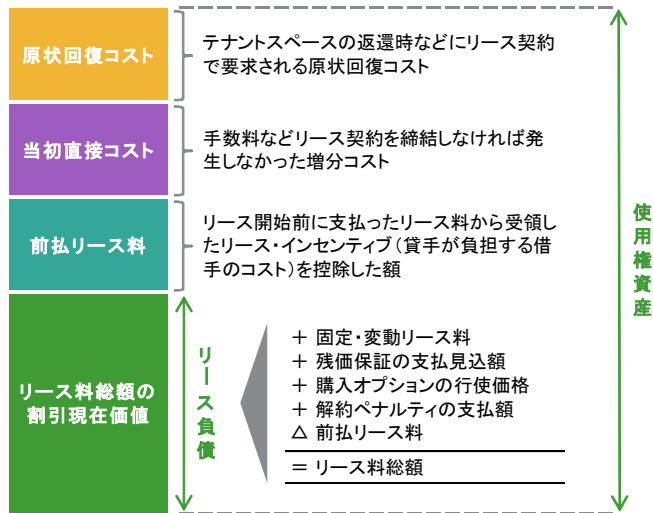 原状回復コスト
テナントスペースの返還時などにリース契約
で要求される原状回復コスト
当初直接コスト
手数料などリース契約を締結しなければ発
生しなかった増分コスト
前払リース料
リース開始前に支払ったリース料から受領し
たリース・インセンティブ(貸手が負担する借
手のコスト)を控除した額
リース料総額の
割引現在価値
リース負債
+ 固定・変動リース料
+ 残価保証の支払見込額
+ 購入オプションの行使価格
+ 解約ペナルティの支払額
△ 前払リース料
= リース料総額
使用権資産